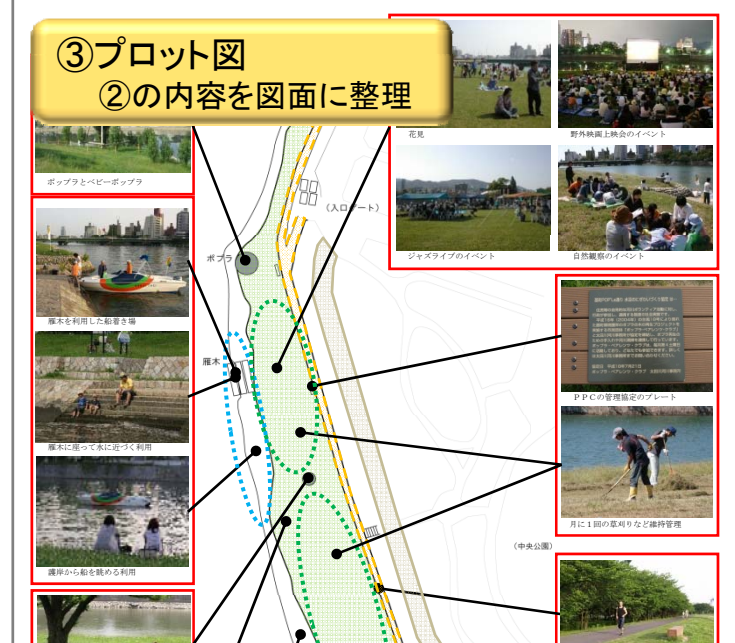 ③プロット図
②の内容を図面に整理
花見
野外映画上映会のイベント
ポプラとベビーポプラ
ジャズライブのイベント
自然観察のイベント
(入口ゲート)
ポプラ
雁木を利用した船着き場
雁木
PPCの管理協定のプレート
雁木に座って水に近づく利用
月に1回の草刈りなど維持管理
(中央公園)
護岸から船を眺める利用